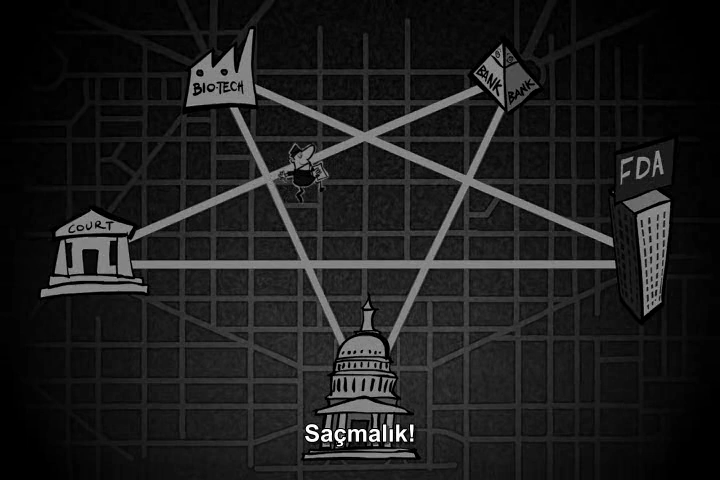 BIO-TECH
BANK
BANK
FDA
COURT
Saçmalık!